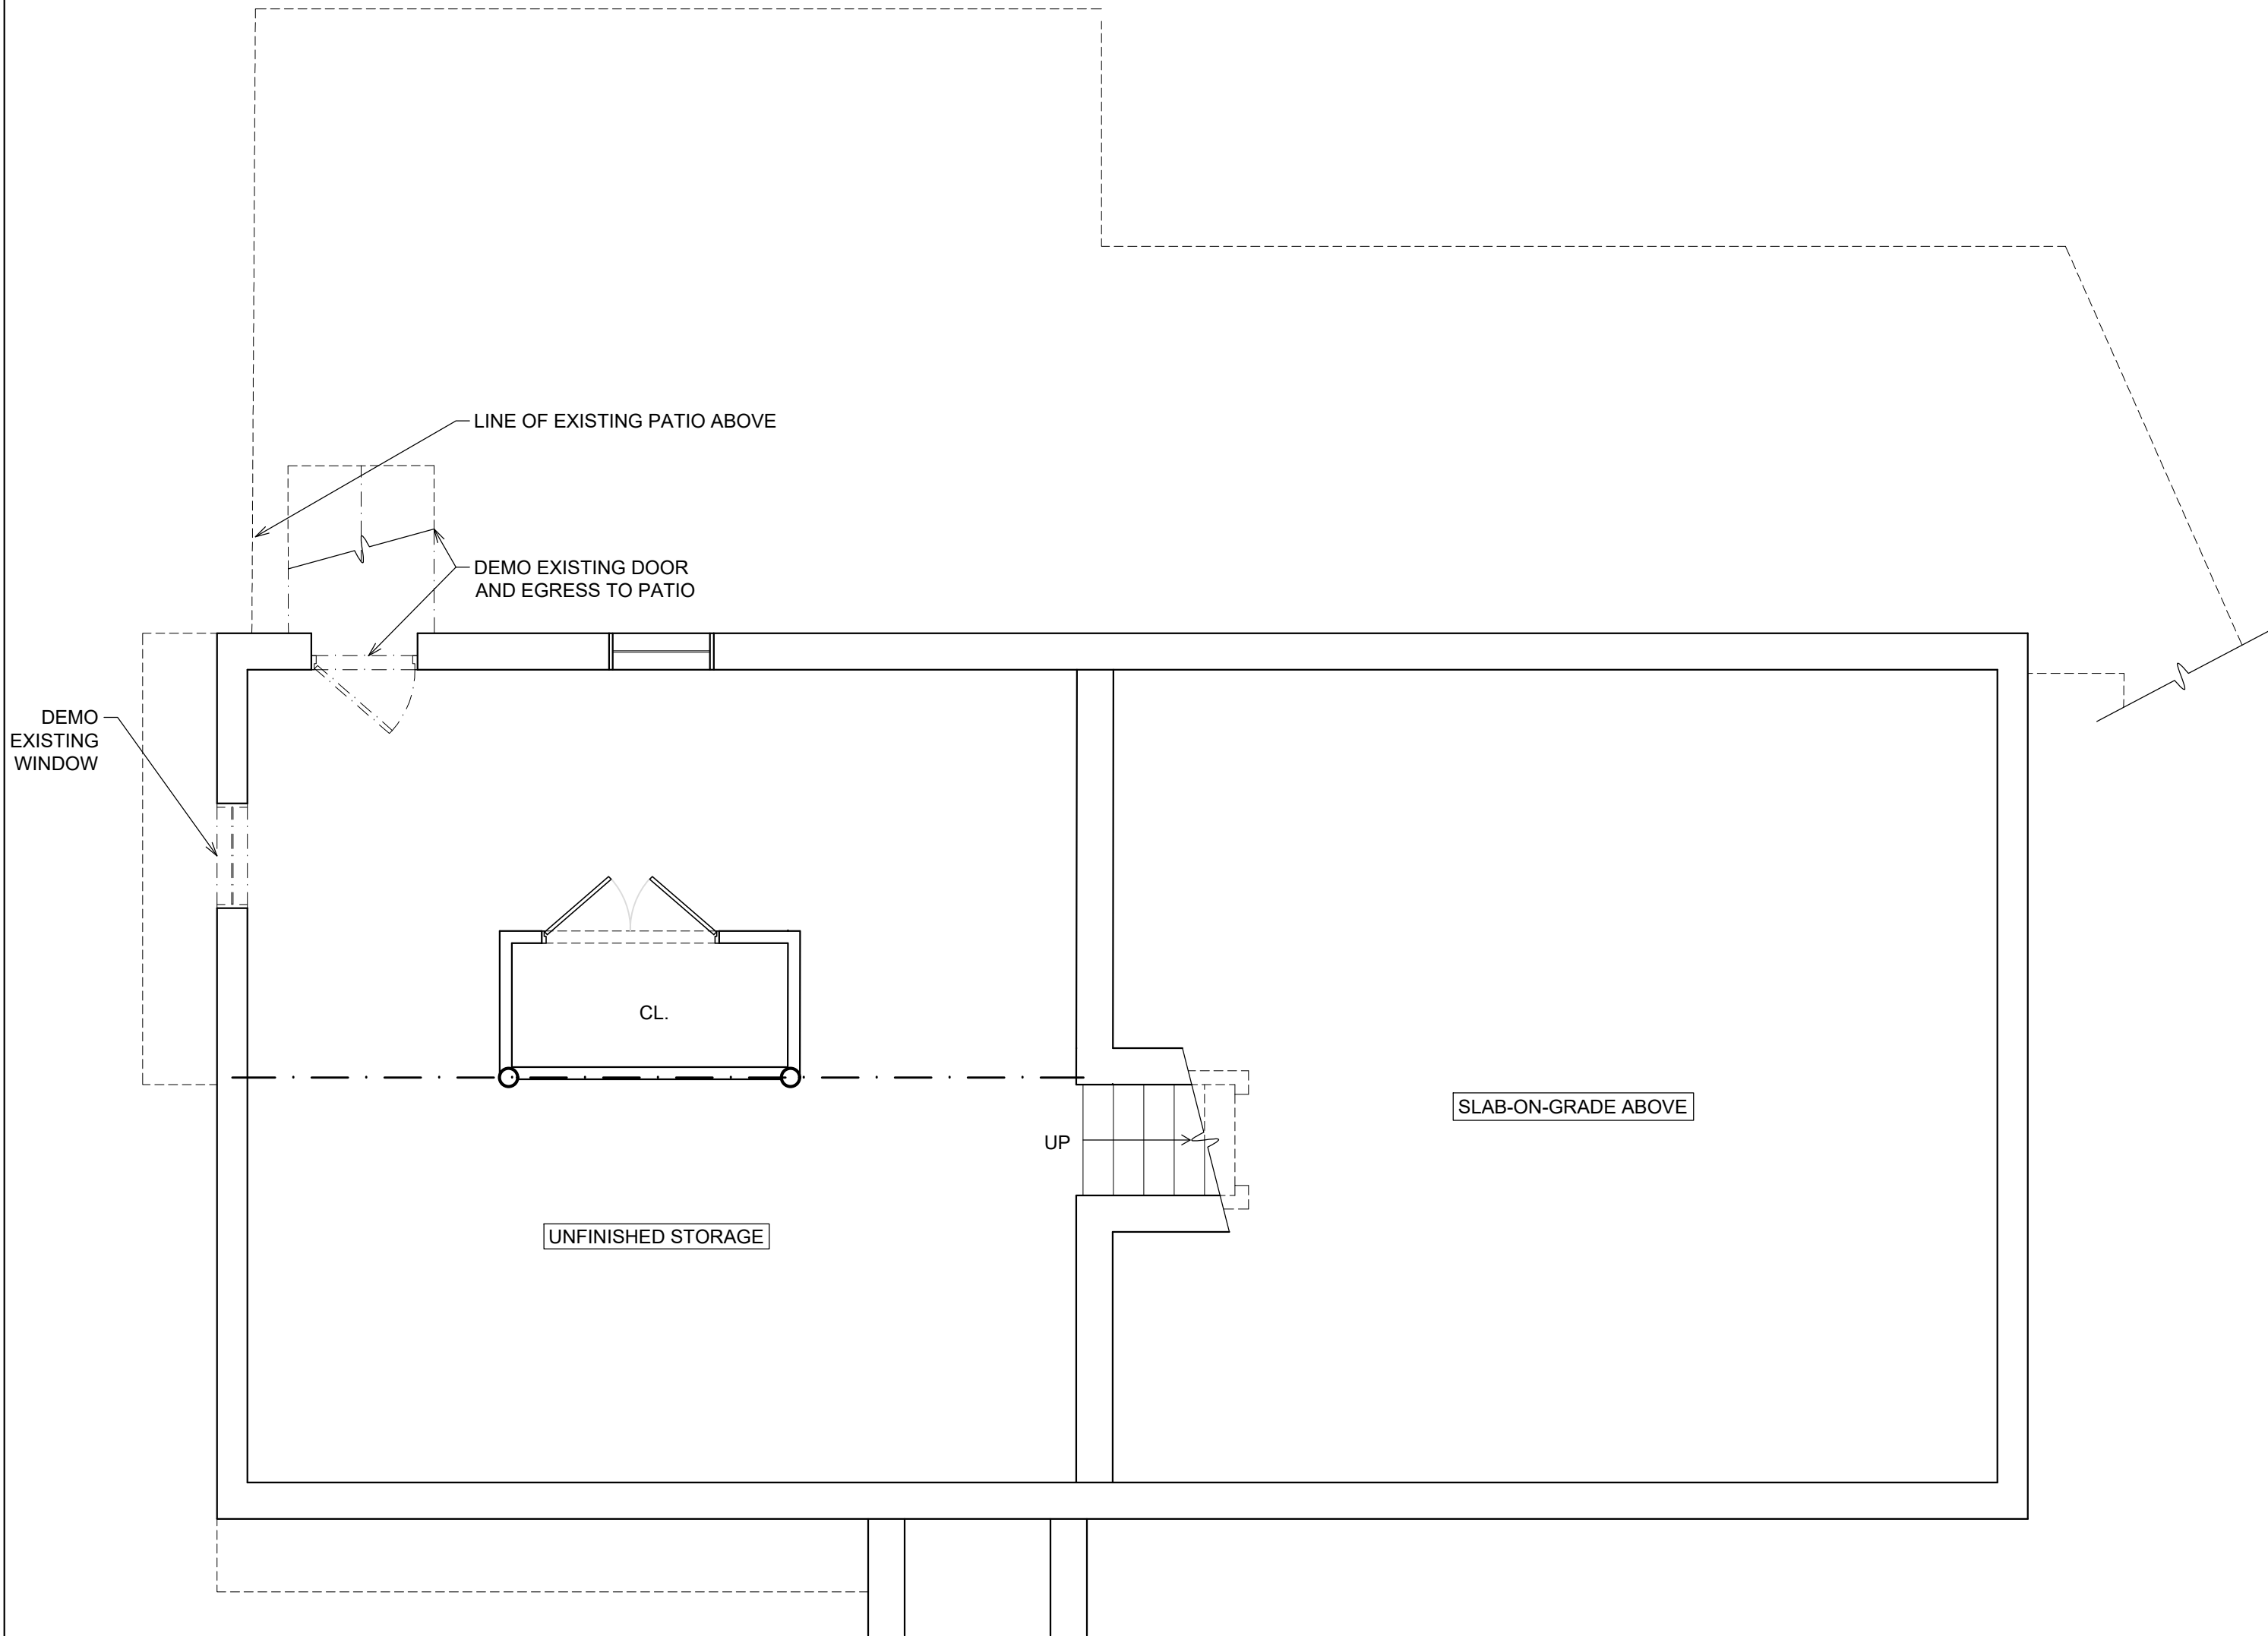 LINE OF EXISTING PATIO ABOVE
DEMO EXISTING DOOR
AND EGRESS TO PATIO
DEMO
EXISTING
WINDOW
CL.
SLAB-ON-GRADE ABOVE
UP
UNFINISHED STORAGE